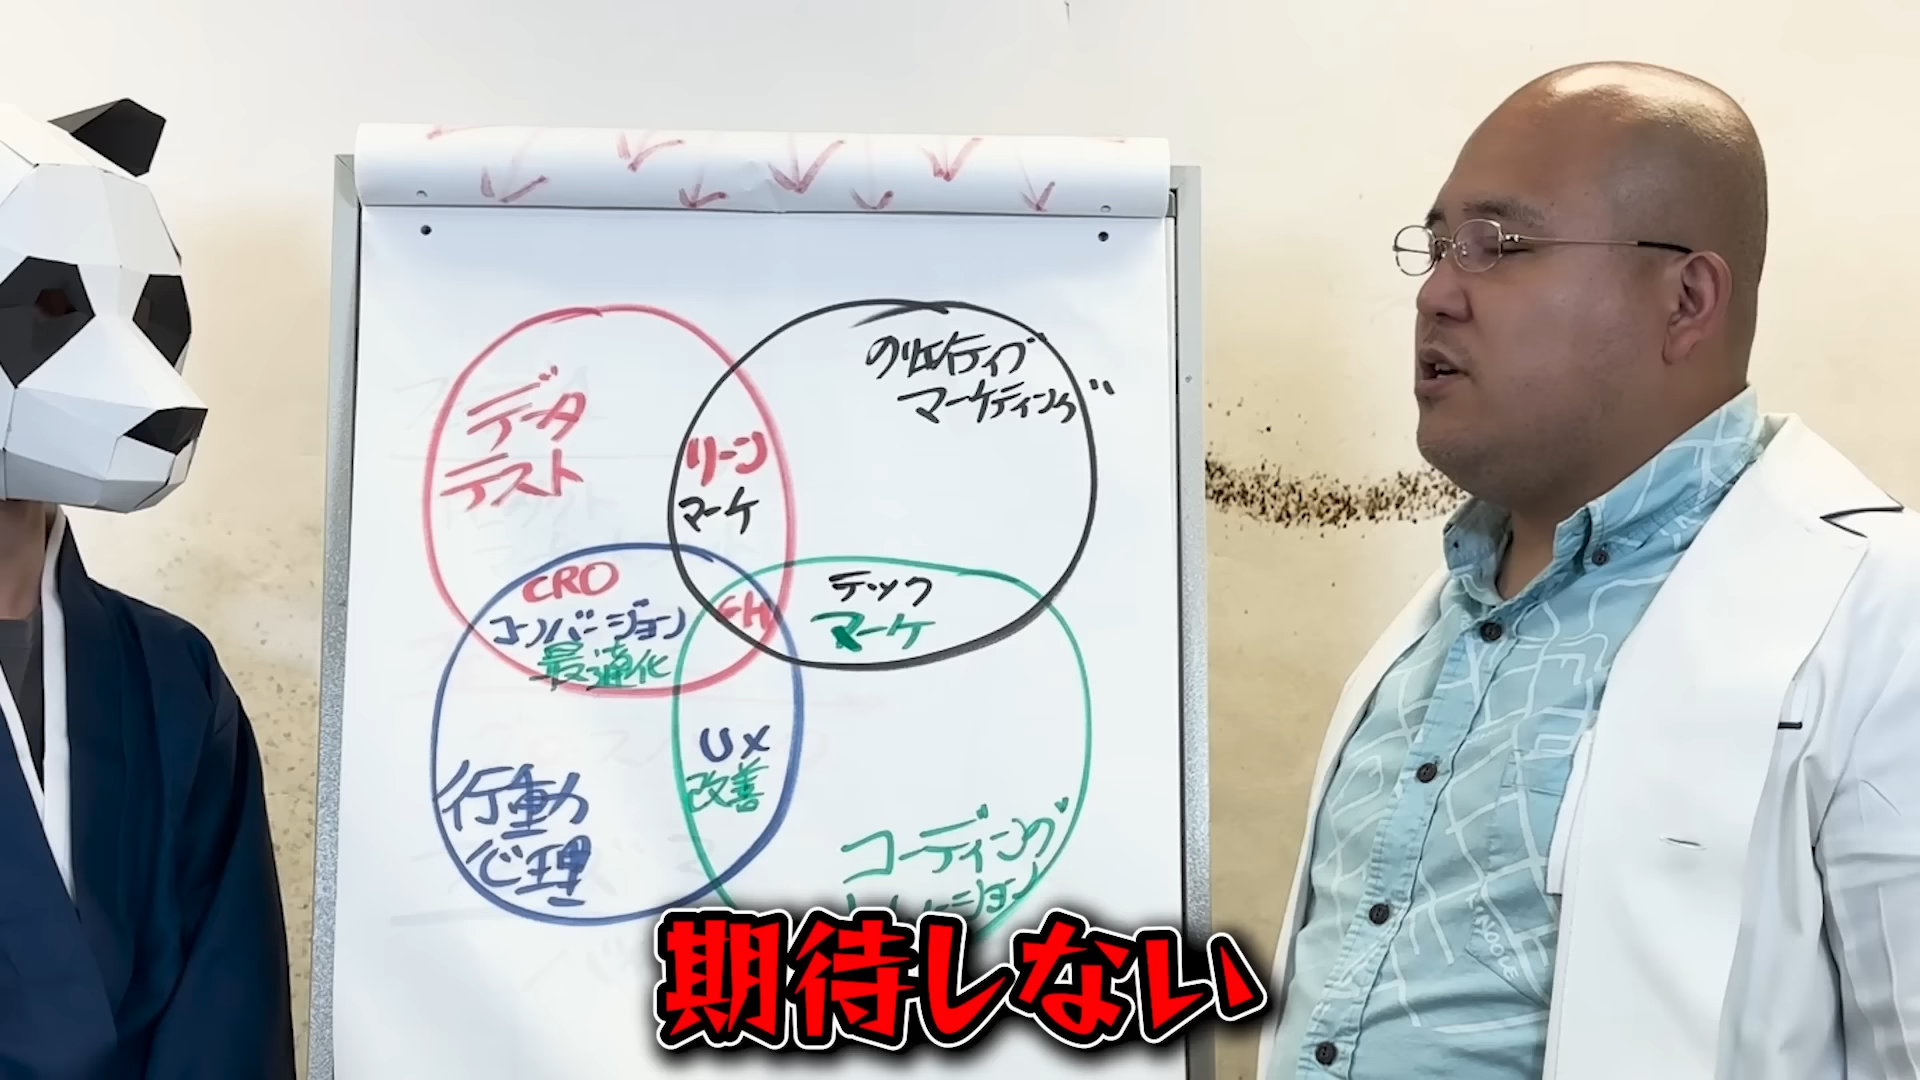 データ
テスト
クリエイティブ
マーケティング
リーン
マーケ
CRO
コンバージョン
最適化
GH
テック
マーケ
UX
改善
行動
心理
コーディング
期待しない